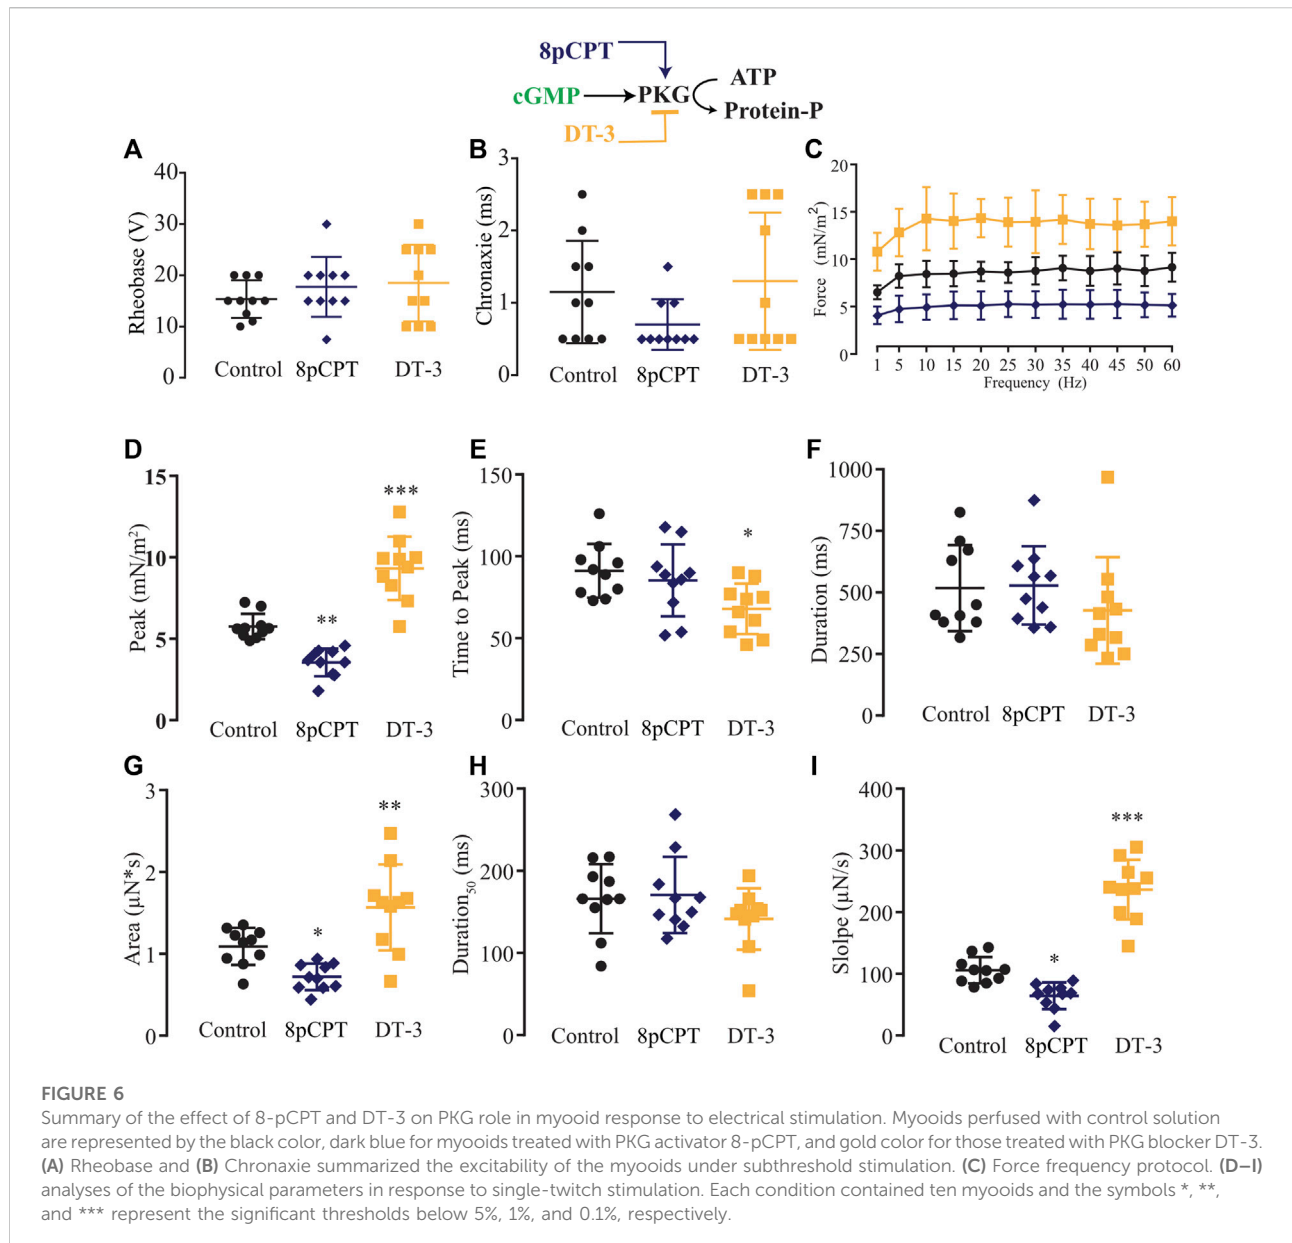 8pCPT
cGMP PKG ATP
Protein-P
DT-3
A
Rheobase (V)
40
30
20
10
0
Control 8pCPT DT-3
B
Chronaxie (ms)
3
2
1
0
Control 8pCPT DT-3
C
Force (mN/m²)
20
15
10
5
0
1 5 10 15 20 25 30 35 40 45 50 60
Frequency (Hz)
D
Peak (mN/m²)
15
10
5
0
**
***
Control 8pCPT DT-3
E
Time to Peak (ms)
150
100
50
0
*
Control 8pCPT DT-3
F
Duration (ms)
1000
750
500
250
0
Control 8pCPT DT-3
G
Area (µN*s)
3
2
1
0
*
**
Control 8pCPT DT-3
H
Duration₅₀ (ms)
300
200
100
0
Control 8pCPT DT-3
I
Slolpe (µN/s)
400
300
200
100
0
*
***
Control 8pCPT DT-3
FIGURE 6
Summary of the effect of 8-pCPT and DT-3 on PKG role in myooid response to electrical stimulation. Myooids perfused with control solution
are represented by the black color, dark blue for myooids treated with PKG activator 8-pCPT, and gold color for those treated with PKG blocker DT-3.
(A) Rheobase and (B) Chronaxie summarized the excitability of the myooids under subthreshold stimulation. (C) Force frequency protocol. (D–I)
analyses of the biophysical parameters in response to single-twitch stimulation. Each condition contained ten myooids and the symbols *, **,
and *** represent the significant thresholds below 5%, 1%, and 0.1%, respectively.